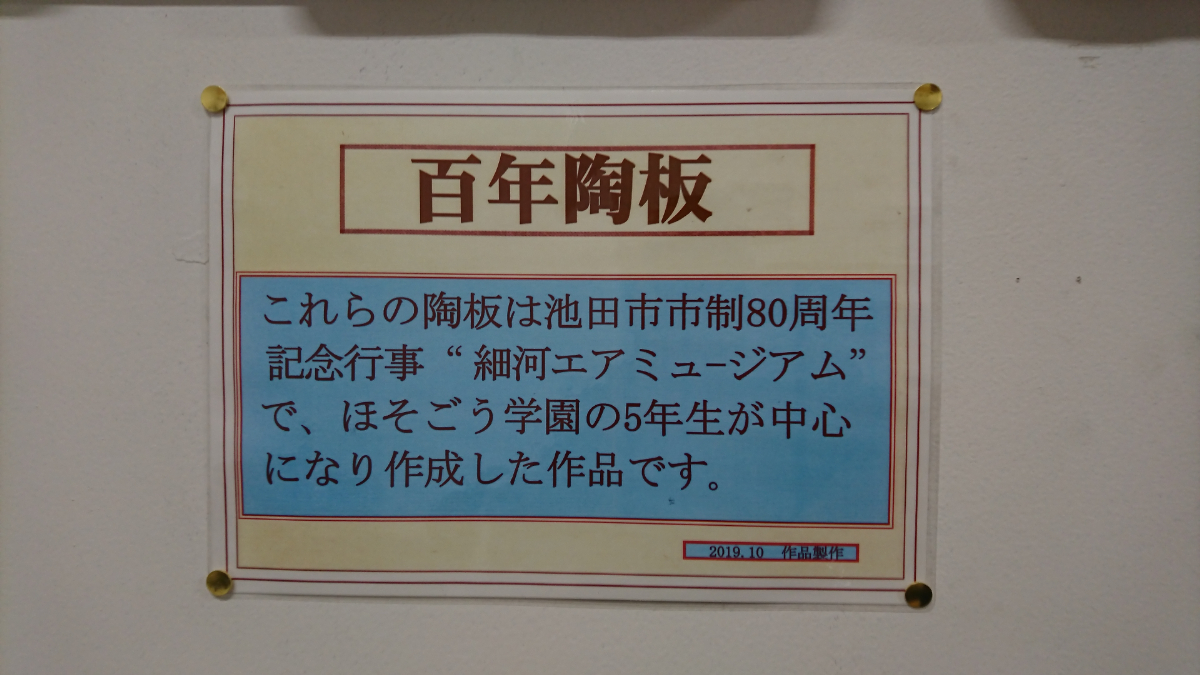 百年陶板
これらの陶板は池田市市制80周年
記念行事“細河エアミュージアム”
で、ほそごう学園の5年生が中心
になり作成した作品です。
2019.10 作品製作